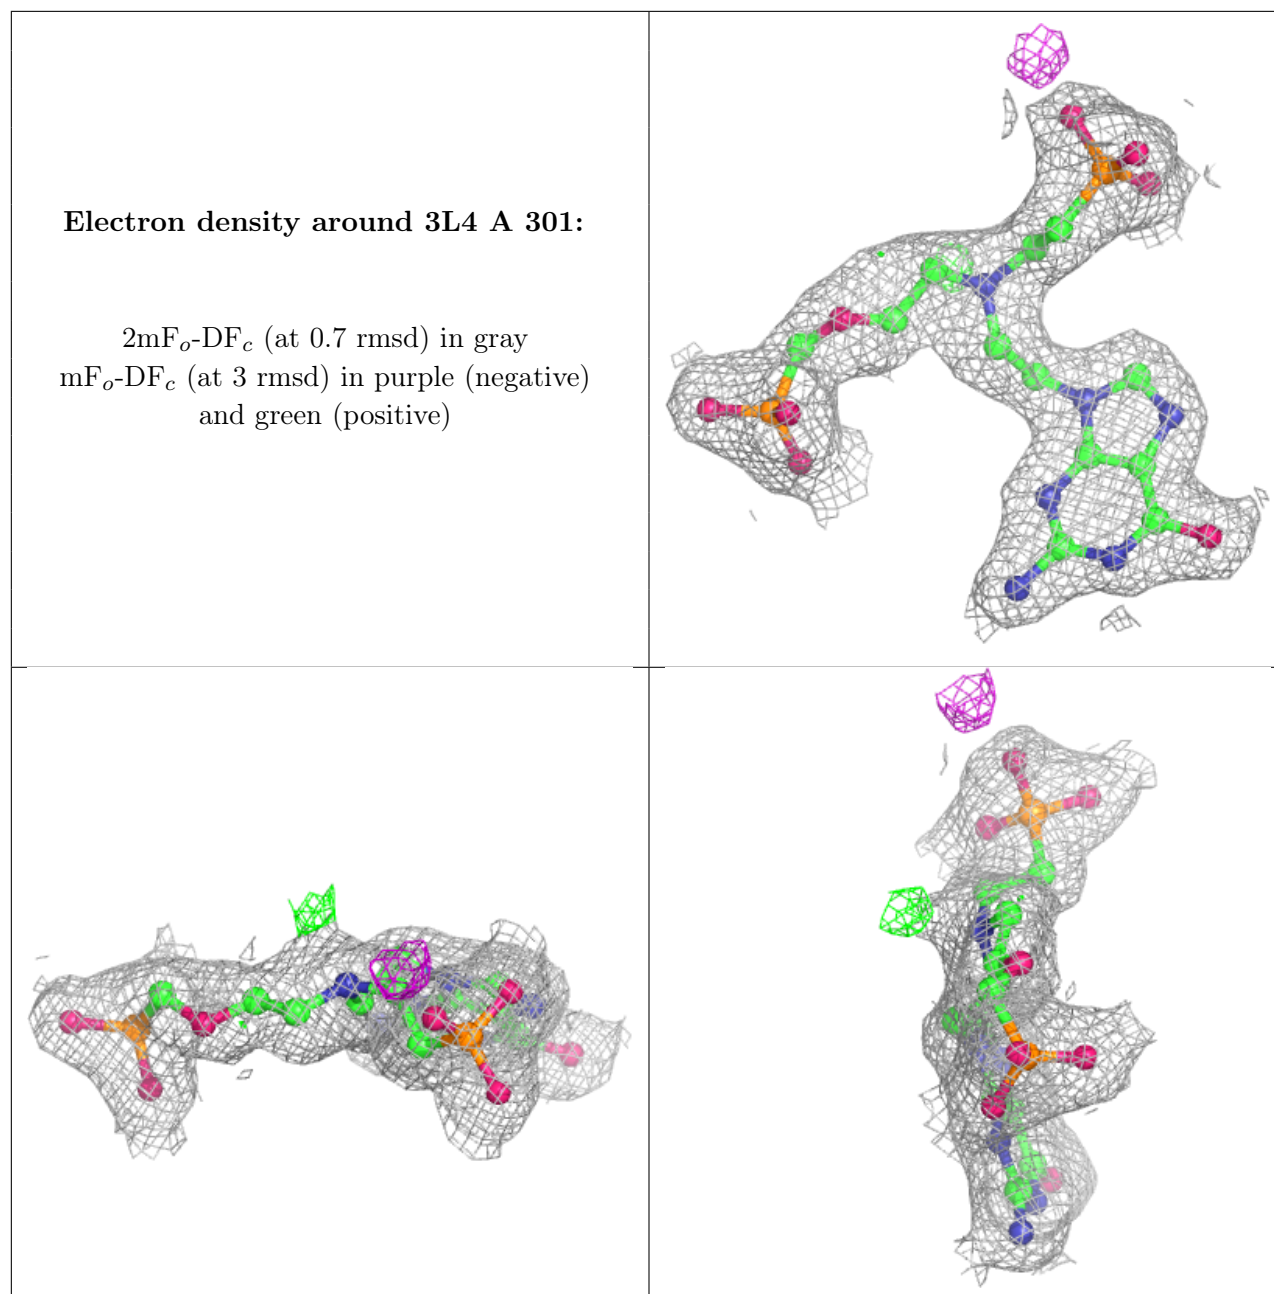 Electron density around 3L4 A 301:
2mFo-DFc (at 0.7 rmsd) in gray
mFo-DFc (at 3 rmsd) in purple (negative)
and green (positive)